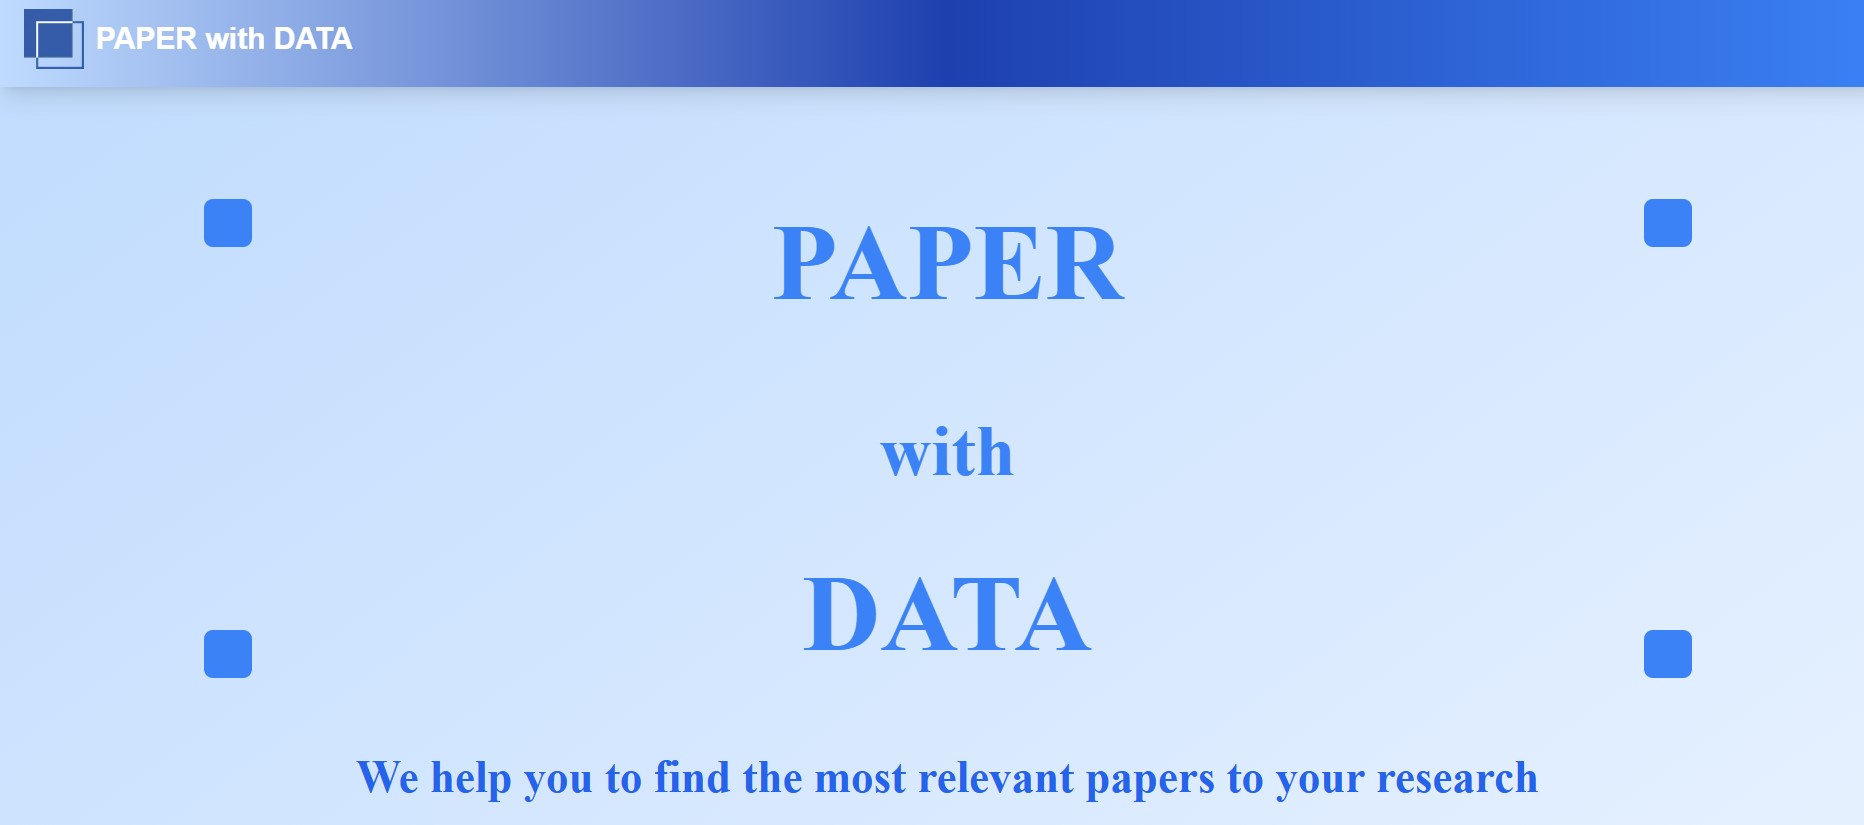 PAPER with DATA
PAPER
with
DATA
We help you to find the most relevant papers to your research